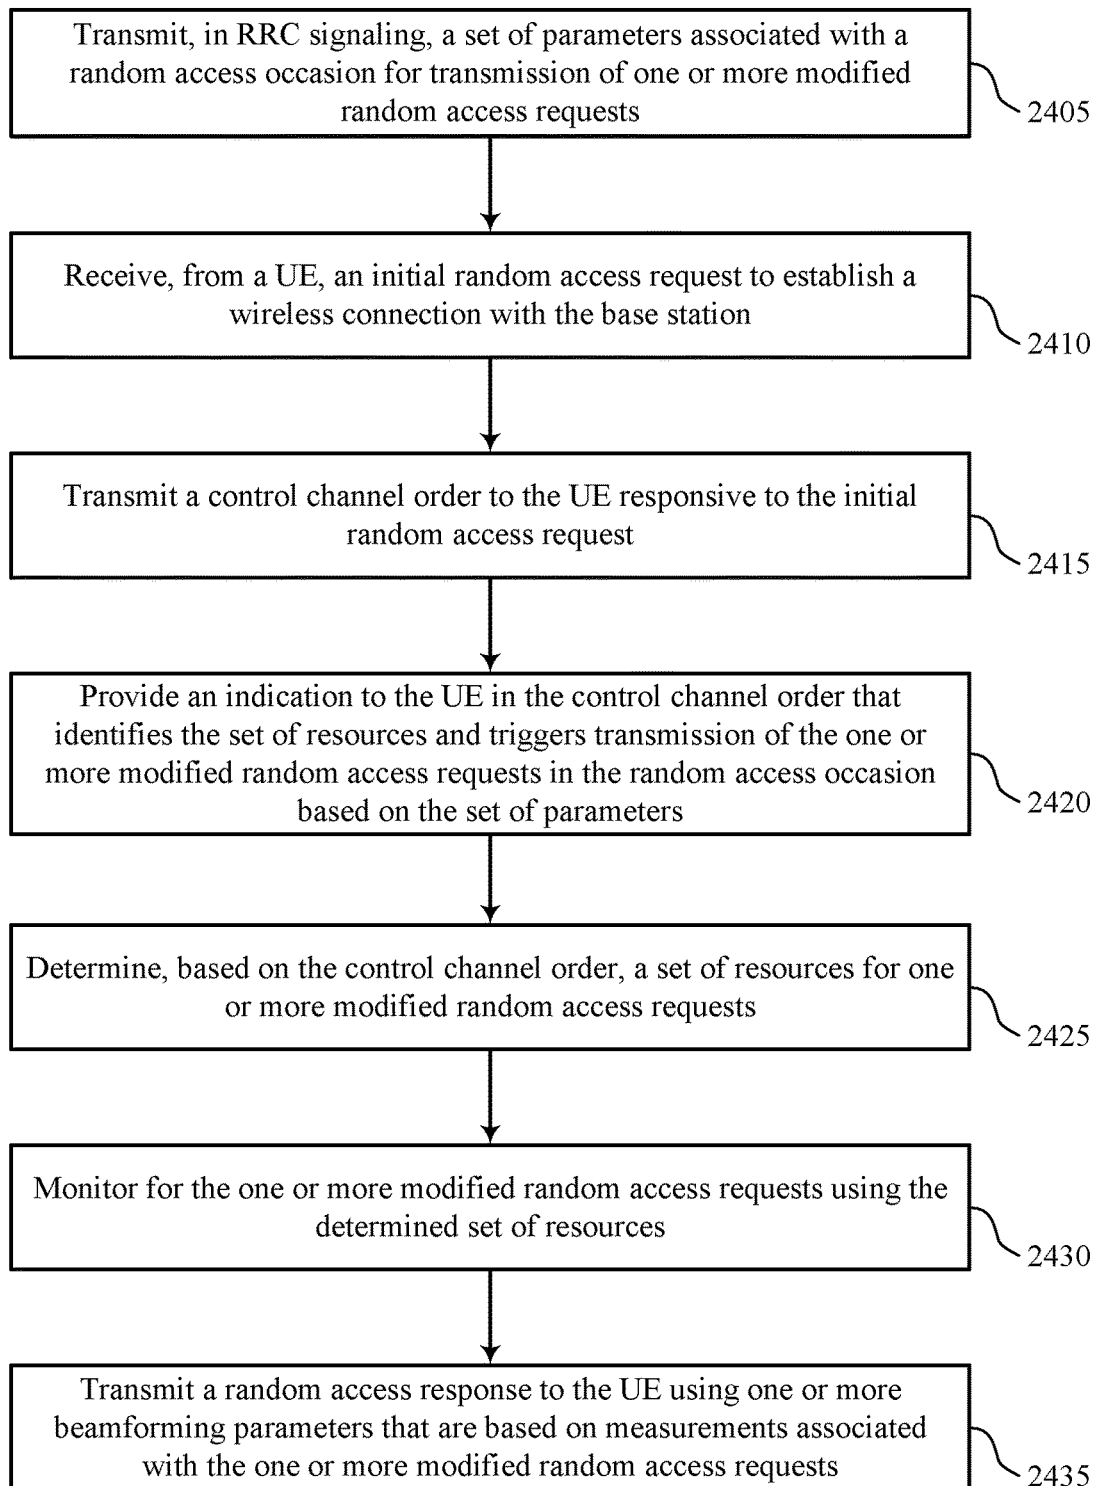 Transmit, in RRC signaling, a set of parameters associated with a
random access occasion for transmission of one or more modified
random access requests
2405
Receive, from a UE, an initial random access request to establish a
wireless connection with the base station
2410
Transmit a control channel order to the UE responsive to the initial
random access request
2415
Provide an indication to the UE in the control channel order that
identifies the set of resources and triggers transmission of the one or
more modified random access requests in the random access occasion
based on the set of parameters
2420
Determine, based on the control channel order, a set of resources for one
or more modified random access requests
2425
Monitor for the one or more modified random access requests using the
determined set of resources
2430
Transmit a random access response to the UE using one or more
beamforming parameters that are based on measurements associated
with the one or more modified random access requests
2435